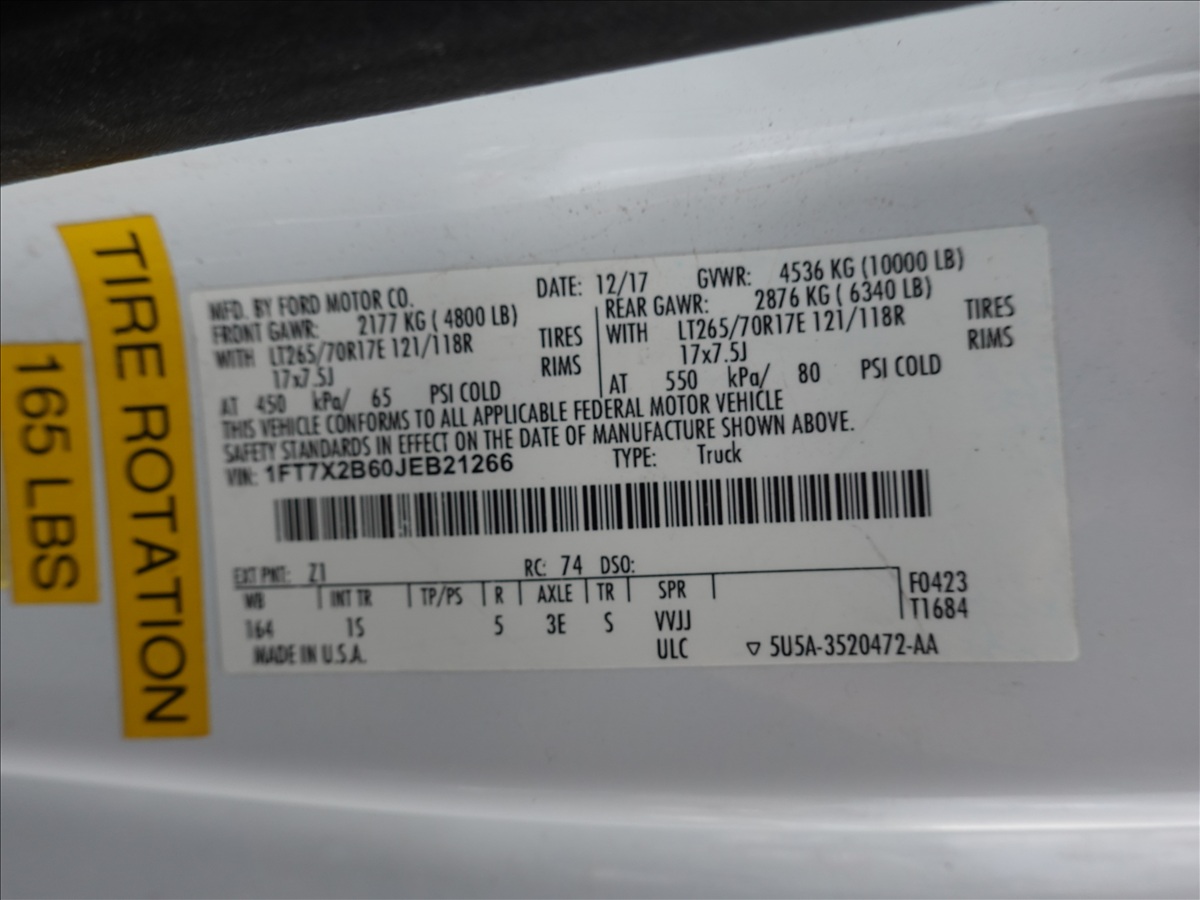 165 LBS
TIRE ROTATION
MFD. BY FORD MOTOR CO. DATE: 12/17 GVWR: 4536 KG (10000 LB)
FRONT GAWR: 2177 KG ( 4800 LB) REAR GAWR: 2876 KG ( 6340 LB)
WITH LT265/70R17E 121/118R TIRES WITH LT265/70R17E 121/118R TIRES
17x7.5J RIMS 17x7.5J RIMS
AT 450 kPa/ 65 PSI COLD AT 550 kPa/ 80 PSI COLD
THIS VEHICLE CONFORMS TO ALL APPLICABLE FEDERAL MOTOR VEHICLE
SAFETY STANDARDS IN EFFECT ON THE DATE OF MANUFACTURE SHOWN ABOVE.
VIN: 1FT7X2B60JEB21266 TYPE: Truck
EXT PNT: Z1 RC: 74 DSO:
WB INT TR TP/PS R AXLE TR SPR F0423
164 1S 5 3E S VVJJ T1684
MADE IN U.S.A. ULC ▽ 5U5A-3520472-AA